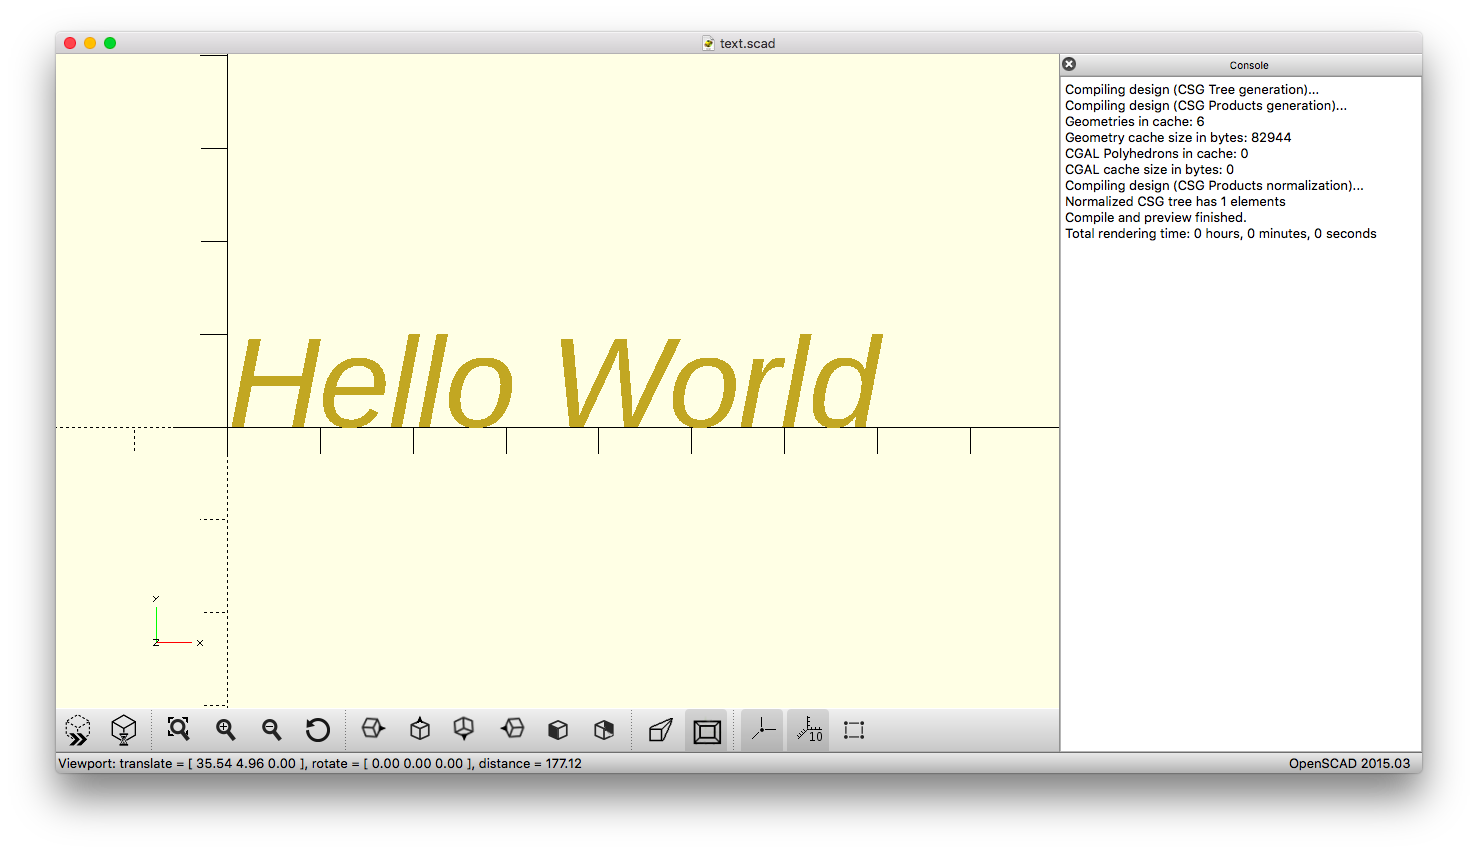 text.scad
Console
Compiling design (CSG Tree generation)...
Compiling design (CSG Products generation)...
Geometries in cache: 6
Geometry cache size in bytes: 82944
CGAL Polyhedrons in cache: 0
CGAL cache size in bytes: 0
Compiling design (CSG Products normalization)...
Normalized CSG tree has 1 elements
Compile and preview finished.
Total rendering time: 0 hours, 0 minutes, 0 seconds
Hello World
Y
Z X
10
Viewport: translate = [ 35.54 4.96 0.00 ], rotate = [ 0.00 0.00 0.00 ], distance = 177.12
OpenSCAD 2015.03